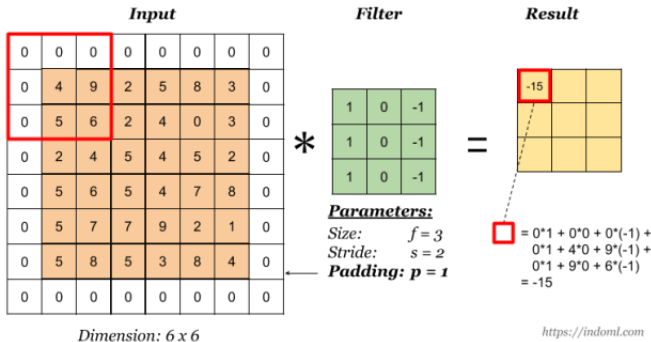 Input Filter Result
0 0 0 0 0 0 0 0
0 4 9 2 5 8 3 0
0 5 6 2 4 0 3 0
0 2 4 5 4 5 2 0
0 5 6 5 4 7 8 0
0 5 7 7 9 2 1 0
0 5 8 5 3 8 4 0
0 0 0 0 0 0 0 0
Dimension: 6 x 6
*
1 0 -1
1 0 -1
1 0 -1
Parameters:
Size: f = 3
Stride: s = 2
Padding: p = 1
=
-15
= 0*1 + 0*0 + 0*(-1) +
0*1 + 4*0 + 9*(-1) +
0*1 + 9*0 + 6*(-1)
= -15
https://indoml.com